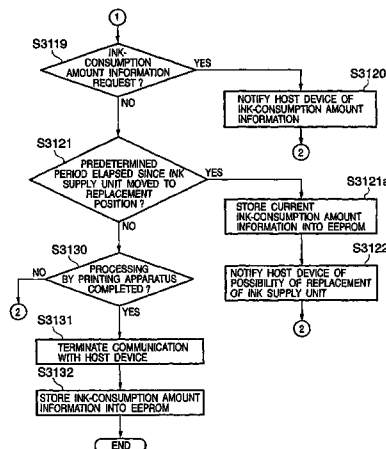 1
S3119
INK-
CONSUMPTION
AMOUNT INFORMATION
REQUEST ?
YES
NO
S3120
NOTIFY HOST DEVICE OF
INK-CONSUMPTION AMOUNT
INFORMATION
2
S3121
PREDETERMINED
PERIOD ELAPSED SINCE INK
SUPPLY UNIT MOVED TO
REPLACEMENT
POSITION ?
YES
NO
S3121a
STORE CURRENT
INK-CONSUMPTION AMOUNT
INFORMATION INTO EEPROM
S3122
NOTIFY HOST DEVICE OF
POSSIBILITY OF REPLACEMENT
OF INK SUPPLY UNIT
2
S3130
PROCESSING
BY PRINTING APPARATUS
COMPLETED ?
NO
2
YES
S3131
TERMINATE COMMUNICATION
WITH HOST DEVICE
S3132
STORE INK-CONSUMPTION AMOUNT
INFORMATION INTO EEPROM
END